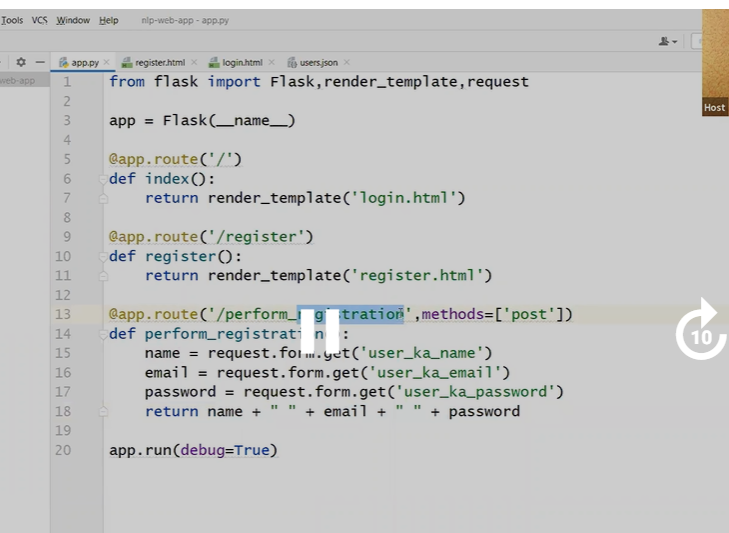 Tools VCS Window Help nlp-web-app - app.py
app.py register.html login.html users.json
web-app
Host
1 from flask import Flask,render_template,request
2
3 app = Flask(__name__)
4
5 @app.route('/')
6 def index():
7 return render_template('login.html')
8
9 @app.route('/register')
10 def register():
11 return render_template('register.html')
12
13 @app.route('/perform_registration',methods=['post'])
14 def perform_registration():
15 name = request.form.get('user_ka_name')
16 email = request.form.get('user_ka_email')
17 password = request.form.get('user_ka_password')
18 return name + " " + email + " " + password
19
20 app.run(debug=True)
10